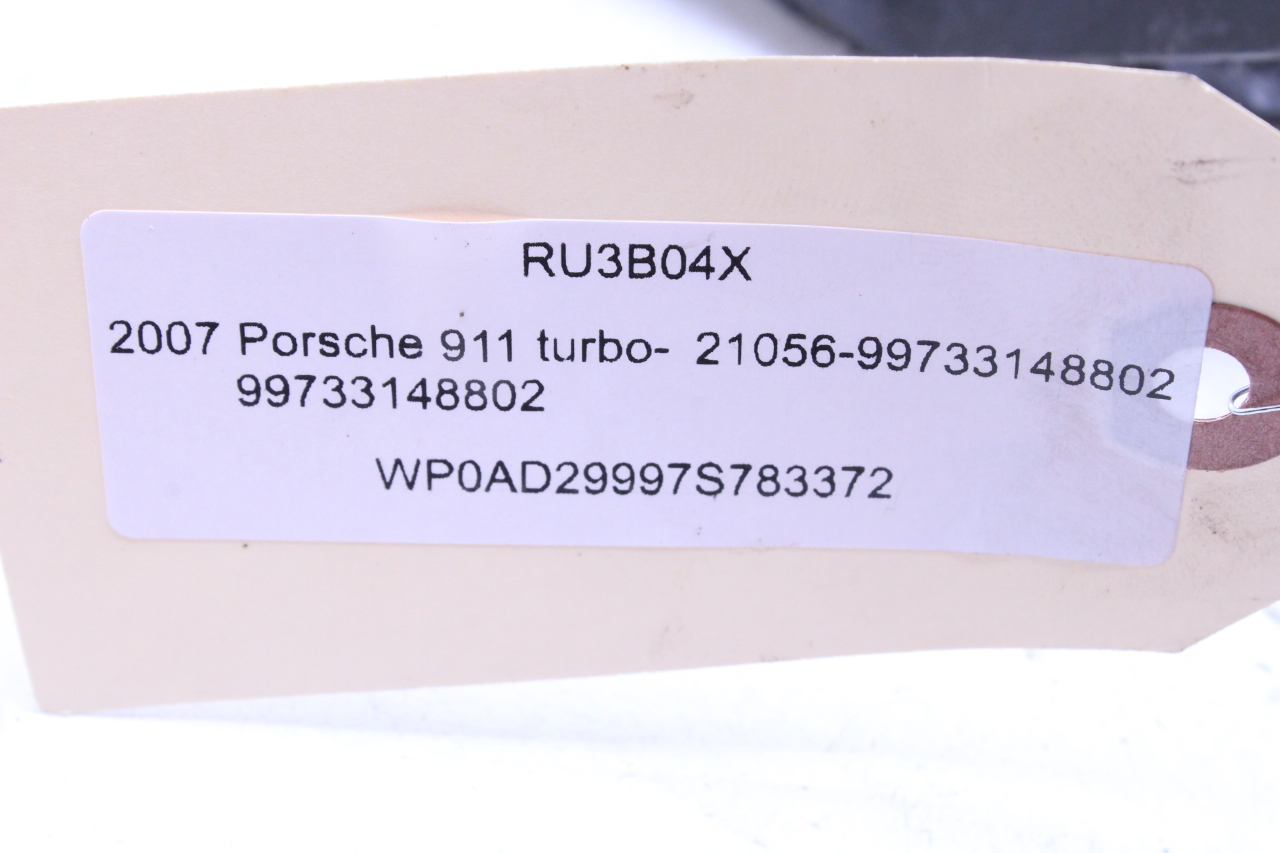 RU3B04X
2007 Porsche 911 turbo- 21056-99733148802
99733148802
WP0AD29997S783372